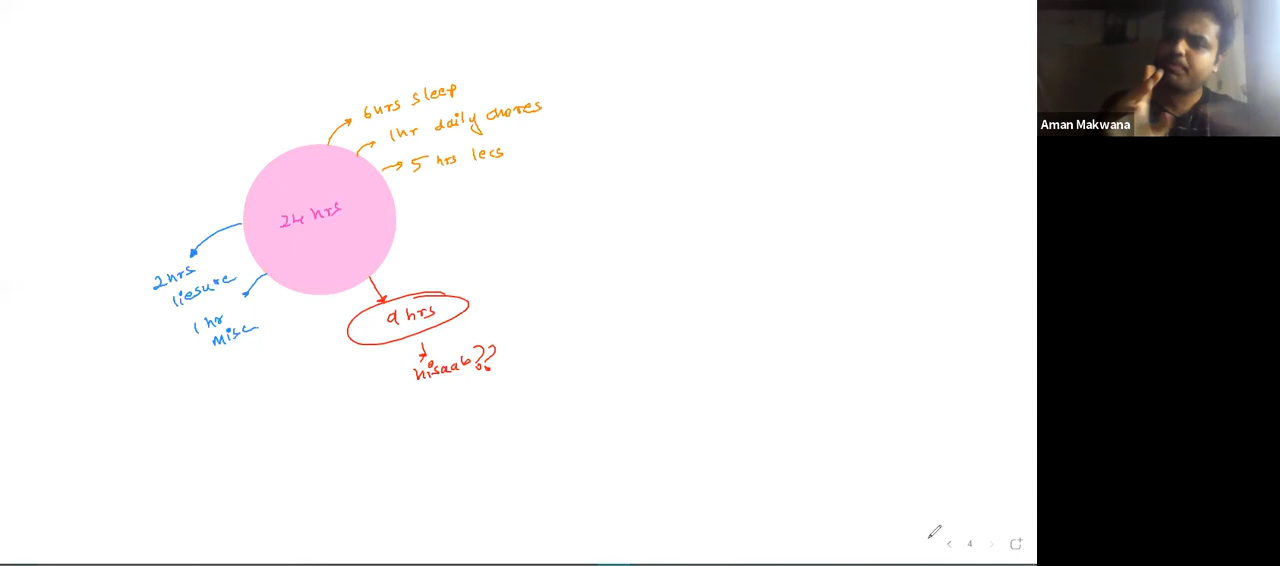 6hrs sleep
1hr daily chores
5 hrs lecs
24 hrs
2hrs
liesure
1 hr
misc
9 hrs
hisaab??
Aman Makwana
4